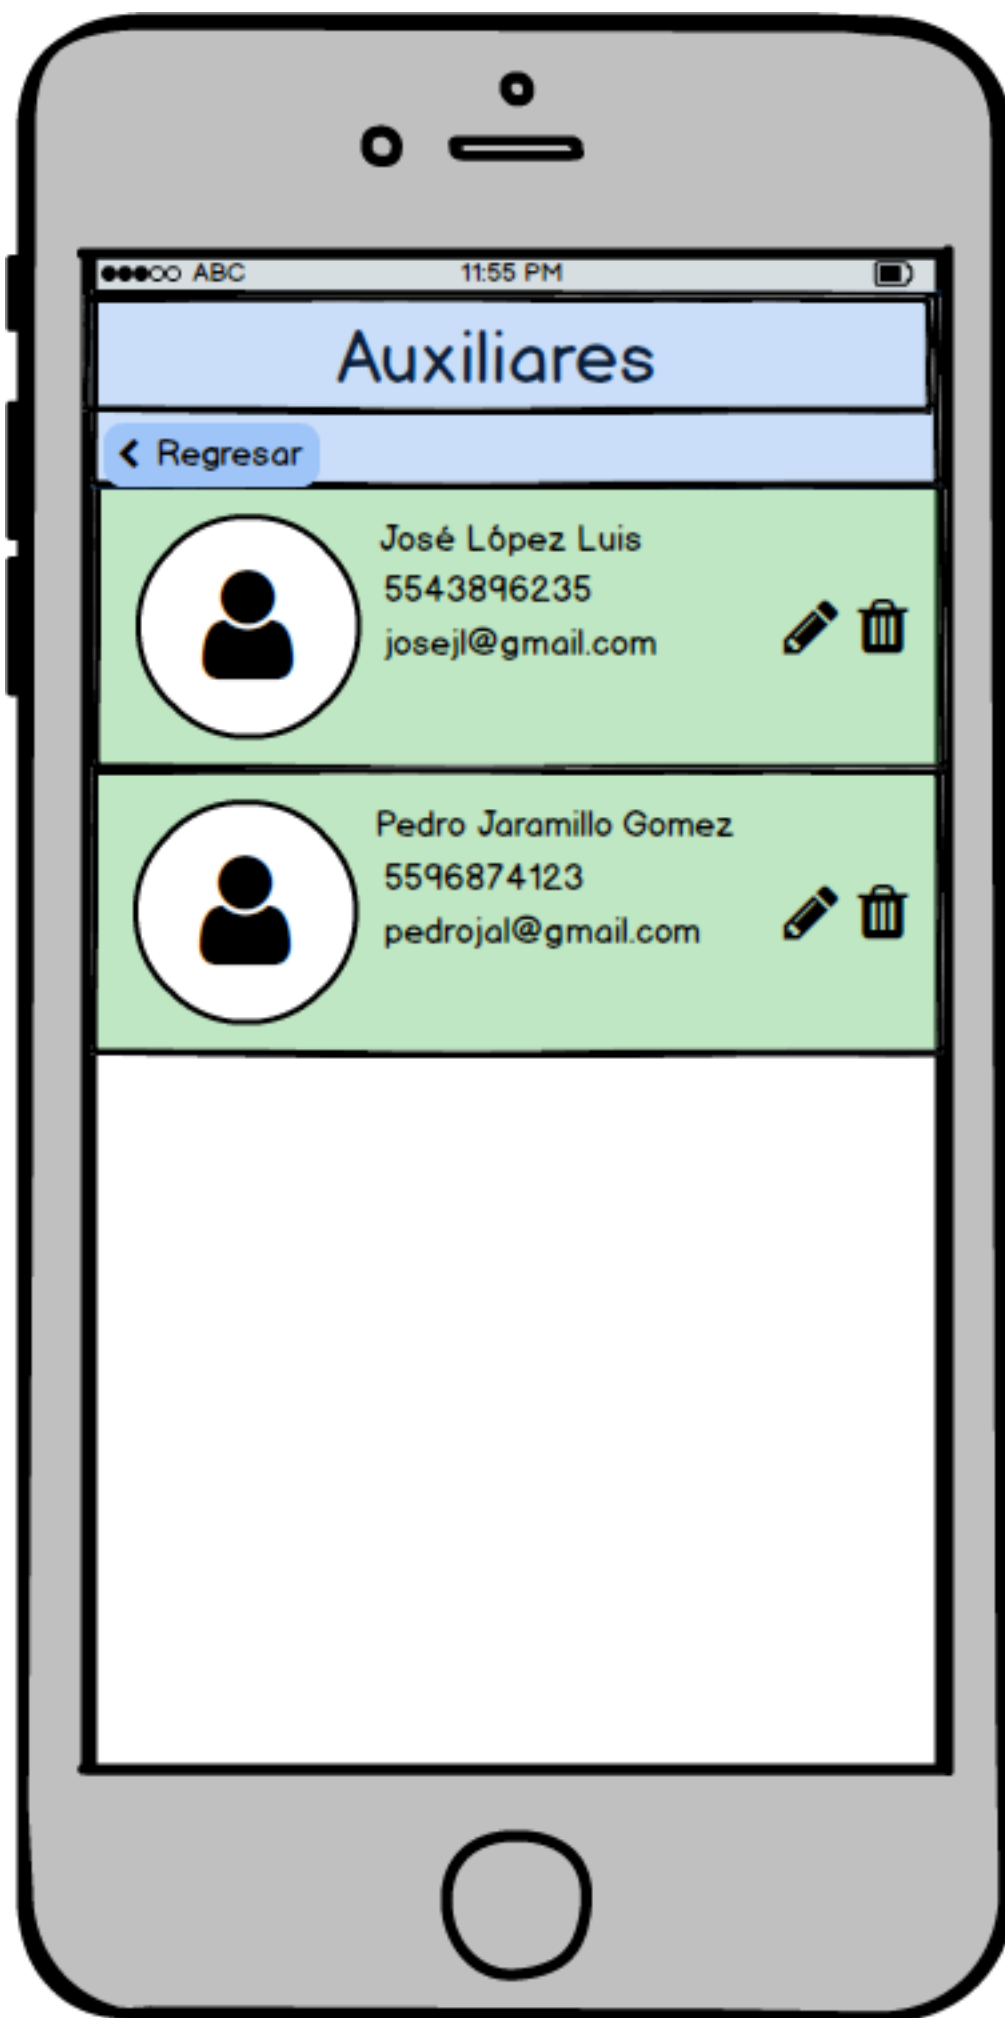 ABC 11:55 PM
Auxiliares
Regresar
José López Luis
5543896235
josejl@gmail.com
Pedro Jaramillo Gomez
5596874123
pedrojal@gmail.com